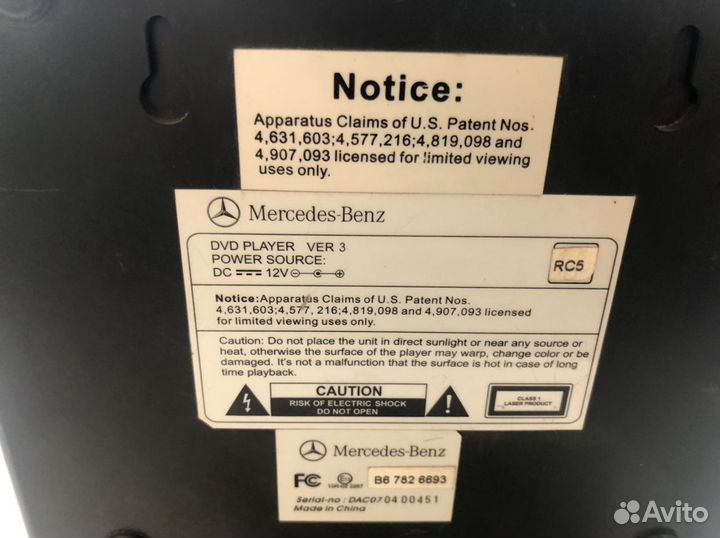 Notice:
Apparatus Claims of U.S. Patent Nos.
4,631,603;4,577,216;4,819,098 and
4,907,093 licensed for limited viewing
uses only.
Mercedes-Benz
DVD PLAYER VER 3
POWER SOURCE:
DC 12V
RC5
Notice:Apparatus Claims of U.S. Patent Nos.
4,631,603;4,577, 216;4,819,098 and 4,907,093 licensed
for limited viewing uses only.
Caution: Do not place the unit in direct sunlight or near any source or
heat, otherwise the surface of the player may warp, change color or be
damaged. It's not a malfunction that the surface is hot in case of long
time playback.
CAUTION
RISK OF ELECTRIC SHOCK
DO NOT OPEN
CLASS 1
LASER PRODUCT
Mercedes-Benz
FC
B6 782 6693
Serial-no : DAC070400451
Made in China
Avito